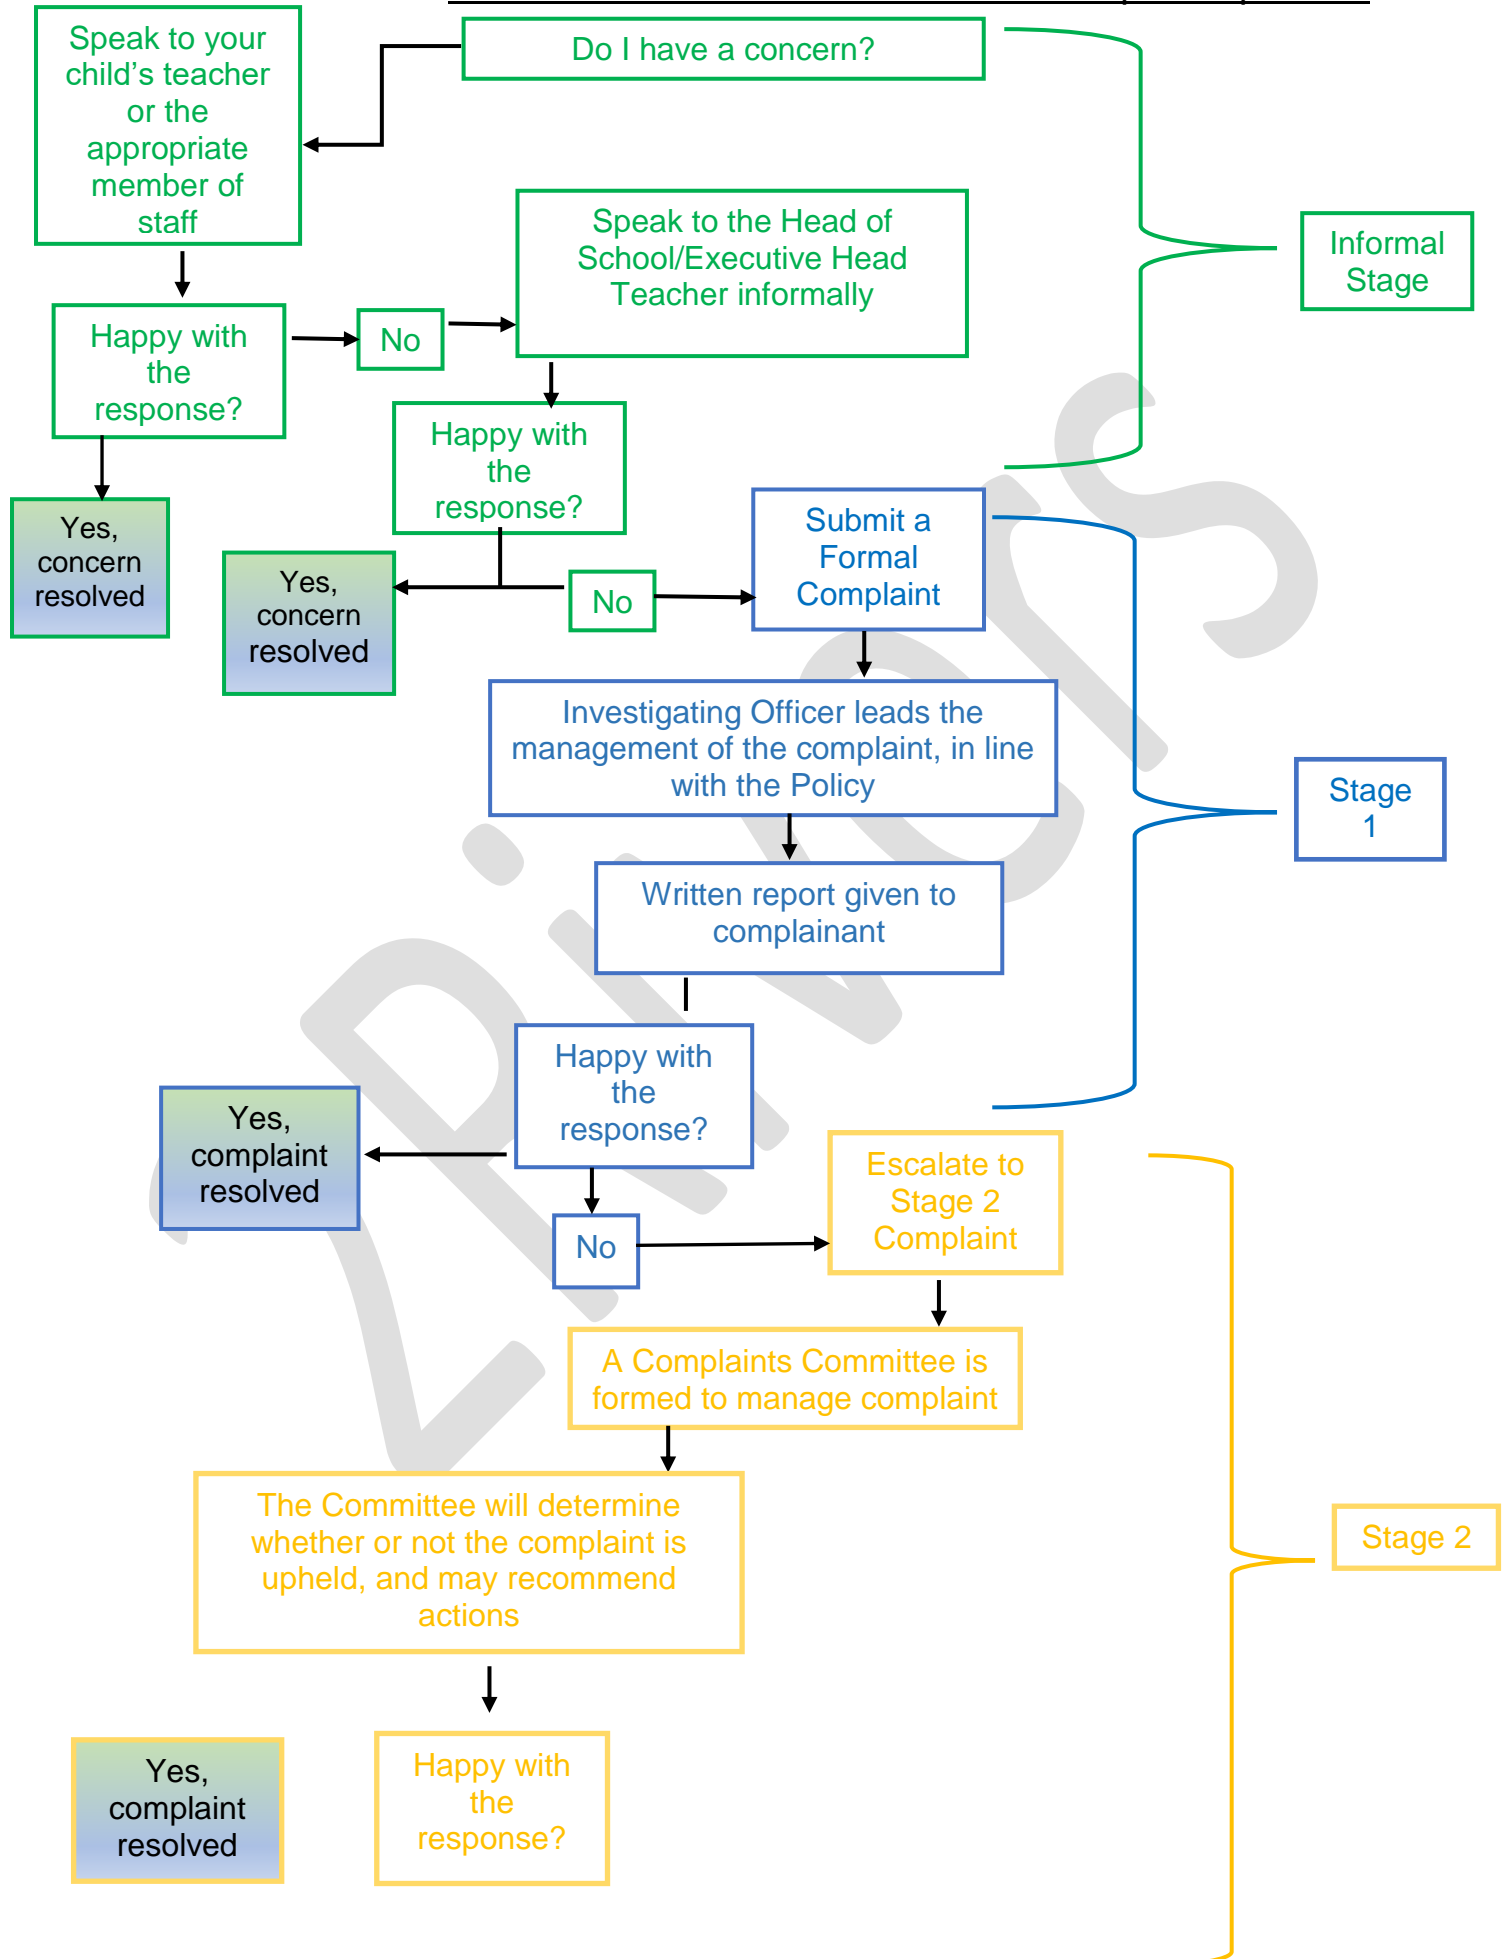 Do I have a concern?
Speak to your
child's teacher
or the
appropriate
member of
staff
Happy with
the
response?
No
Yes,
concern
resolved
Speak to the Head of
School/Executive Head
Teacher informally
Happy with
the
response?
Yes,
concern
resolved
No
Informal
Stage
Submit a
Formal
Complaint
Investigating Officer leads the
management of the complaint, in line
with the Policy
Written report given to
complainant
Happy with
the
response?
Yes,
complaint
resolved
No
Stage
1
Escalate to
Stage 2
Complaint
A Complaints Committee is
formed to manage complaint
The Committee will determine
whether or not the complaint is
upheld, and may recommend
actions
Happy with
the
response?
Yes,
complaint
resolved
Stage 2